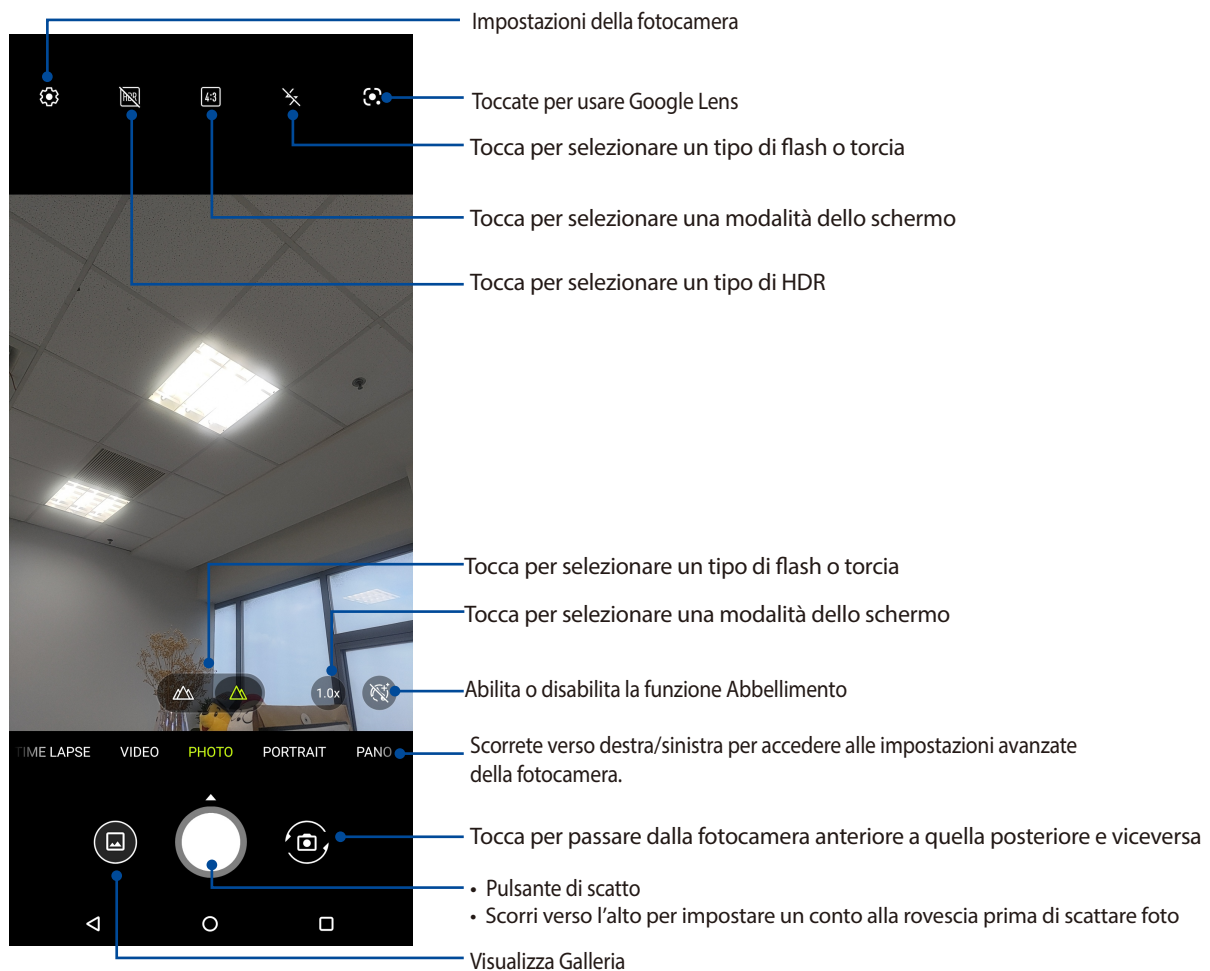 Impostazioni della fotocamera
HDR
4:3
Toccate per usare Google Lens
Tocca per selezionare un tipo di flash o torcia
Tocca per selezionare una modalità dello schermo
Tocca per selezionare un tipo di HDR
Tocca per selezionare un tipo di flash o torcia
Tocca per selezionare una modalità dello schermo
1.0x
Abilita o disabilita la funzione Abbellimento
TIME LAPSE VIDEO PHOTO PORTRAIT PANO
Scorrete verso destra/sinistra per accedere alle impostazioni avanzate
della fotocamera.
Tocca per passare dalla fotocamera anteriore a quella posteriore e viceversa
• Pulsante di scatto
• Scorri verso l’alto per impostare un conto alla rovescia prima di scattare foto
Visualizza Galleria